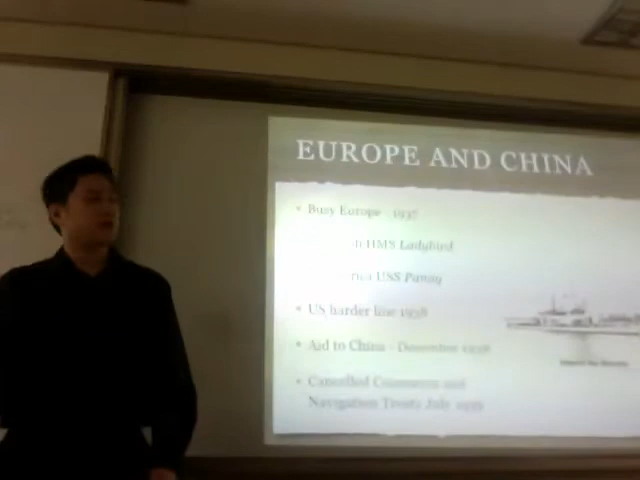 EUROPE AND CHINA
• Busy Europe - 1937
HMS Ladybird
USS Panay
• US harder line 1938
• Aid to China - December 1938
• Cancelled Commerce and
Navigation Treaty July 1939